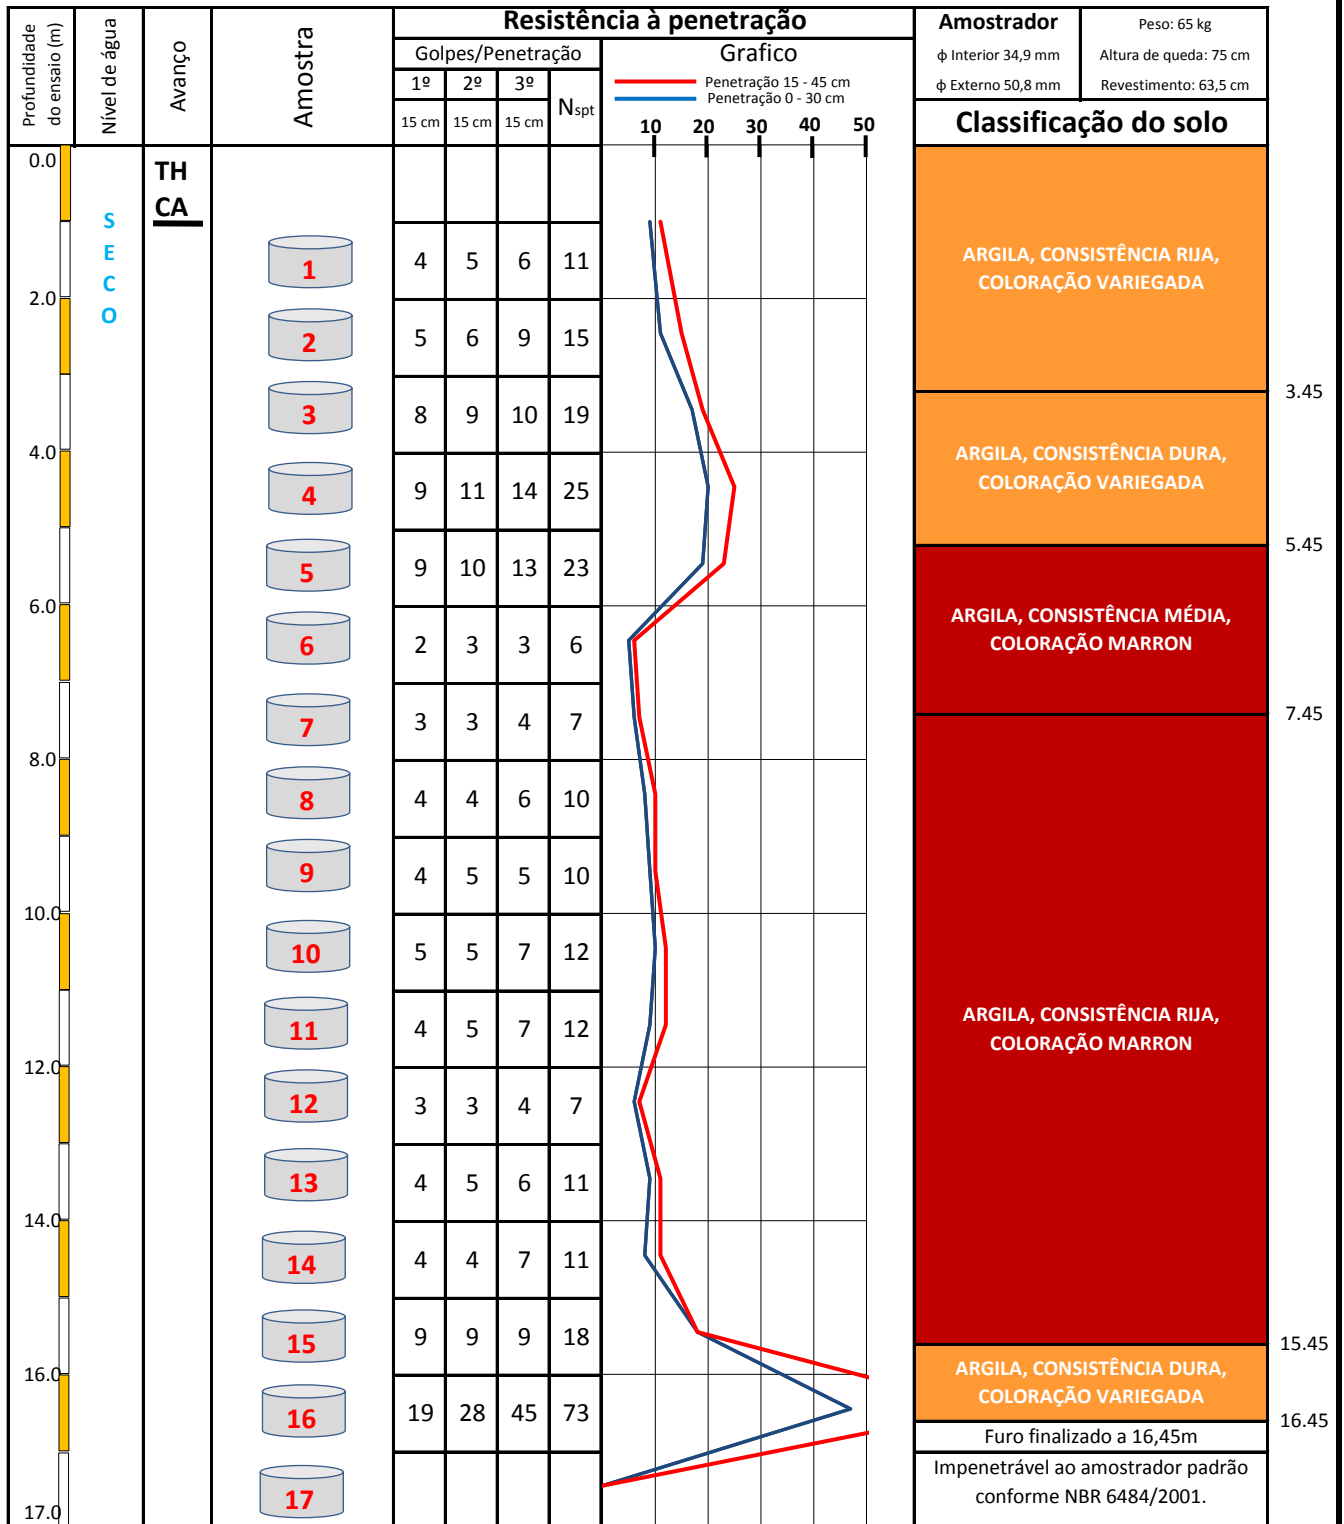 Profundidade do ensaio (m)
Nível de água
Avanço
Amostra
Resistência à penetração
Golpes/Penetração
1º 2º 3º
15 cm 15 cm 15 cm
Nspt
Grafico
Penetração 15 - 45 cm
Penetração 0 - 30 cm
10 20 30 40 50
Amostrador
ϕ Interior 34,9 mm
ϕ Externo 50,8 mm
Peso: 65 kg
Altura de queda: 75 cm
Revestimento: 63,5 cm
Classificação do solo
0.0
TH
CA
S
E
C
O
1 4 5 6 11
ARGILA, CONSISTÊNCIA RIJA,
COLORAÇÃO VARIEGADA
2.0
2 5 6 9 15
3.45
3 8 9 10 19
4.0
ARGILA, CONSISTÊNCIA DURA,
COLORAÇÃO VARIEGADA
4 9 11 14 25
5.45
5 9 10 13 23
6.0
ARGILA, CONSISTÊNCIA MÉDIA,
COLORAÇÃO MARRON
6 2 3 3 6
7.45
7 3 3 4 7
8.0
8 4 4 6 10
9 4 5 5 10
10.0
10 5 5 7 12
11 4 5 7 12
ARGILA, CONSISTÊNCIA RIJA,
COLORAÇÃO MARRON
12.0
12 3 3 4 7
13 4 5 6 11
14.0
14 4 4 7 11
15 9 9 9 18
15.45
16.0
ARGILA, CONSISTÊNCIA DURA,
COLORAÇÃO VARIEGADA
16 19 28 45 73
16.45
Furo finalizado a 16,45m
Impenetrável ao amostrador padrão
conforme NBR 6484/2001.
17
17.0